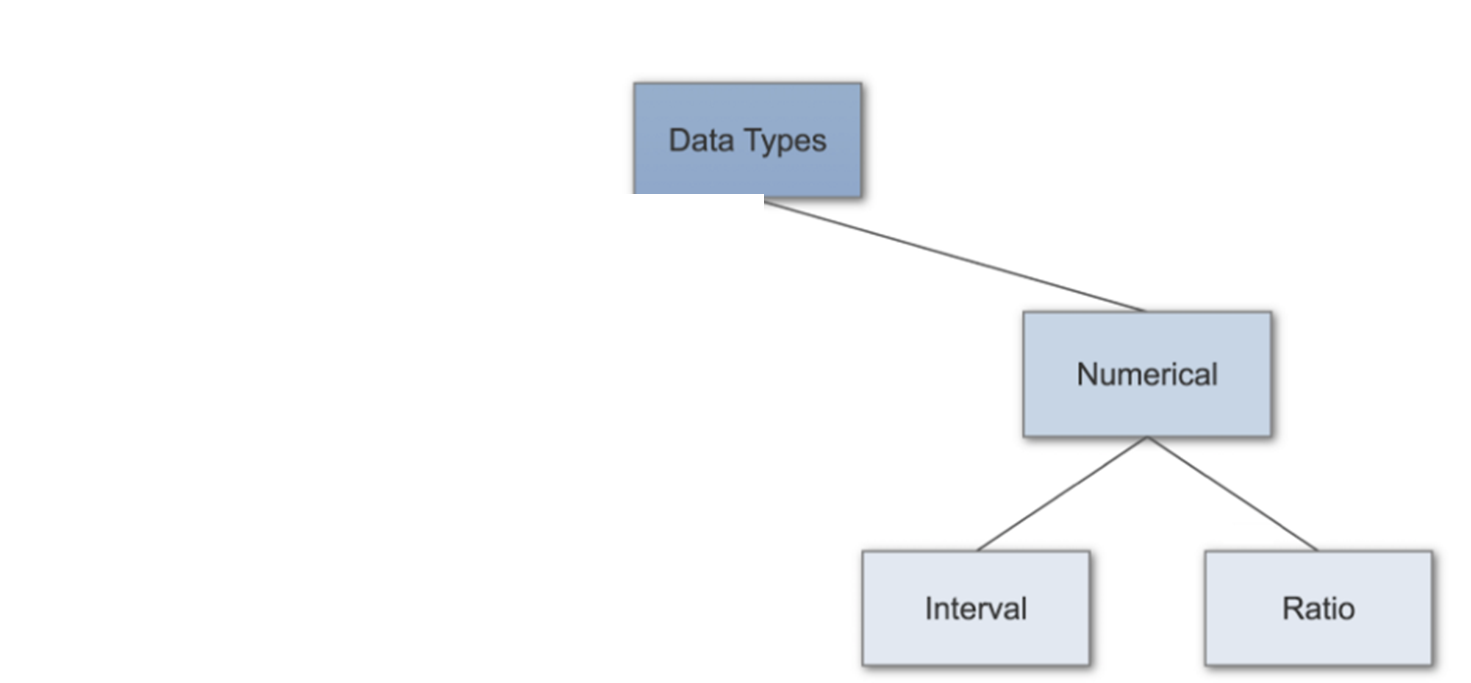 Data Types
Numerical
Interval
Ratio